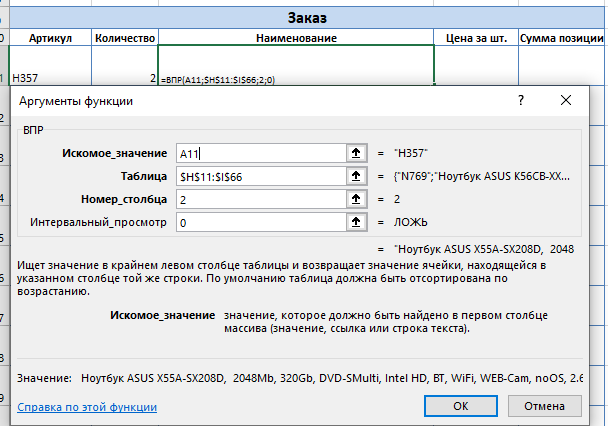 Заказ
Артикул Количество Наименование Цена за шт. Сумма позиции
H357 2 =ВПР(A11;$H$11:$I$66;2;0)
Аргументы функции ? ×
ВПР
Искомое_значение A11 = "H357"
Таблица $H$11:$I$66 = {"N769";"Ноутбук ASUS K56CB-XX...
Номер_столбца 2 = 2
Интервальный_просмотр 0 = ЛОЖЬ
= "Ноутбук ASUS X55A-SX208D, 2048
Ищет значение в крайнем левом столбце таблицы и возвращает значение ячейки, находящейся в
указанном столбце той же строки. По умолчанию таблица должна быть отсортирована по
возрастанию.
Искомое_значение значение, которое должно быть найдено в первом столбце
массива (значение, ссылка или строка текста).
Значение: Ноутбук ASUS X55A-SX208D, 2048Mb, 320Gb, DVD-SMulti, Intel HD, BT, WiFi, WEB-Cam, noOS, 2.6
Справка по этой функции ОК Отмена